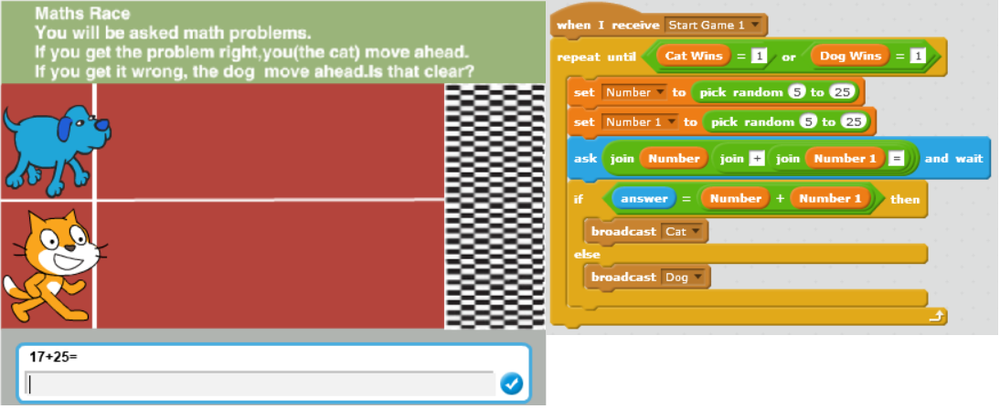 Maths Race
You will be asked math problems.
If you get the problem right,you(the cat) move ahead.
If you get it wrong, the dog  move ahead.Is that clear?
17+25=
when I receive Start Game 1
repeat until Cat Wins = 1 or Dog Wins = 1
set Number to pick random 5 to 25
set Number 1 to pick random 5 to 25
ask join Number join + join Number 1 = and wait
if answer = Number + Number 1 then
broadcast Cat
else
broadcast Dog